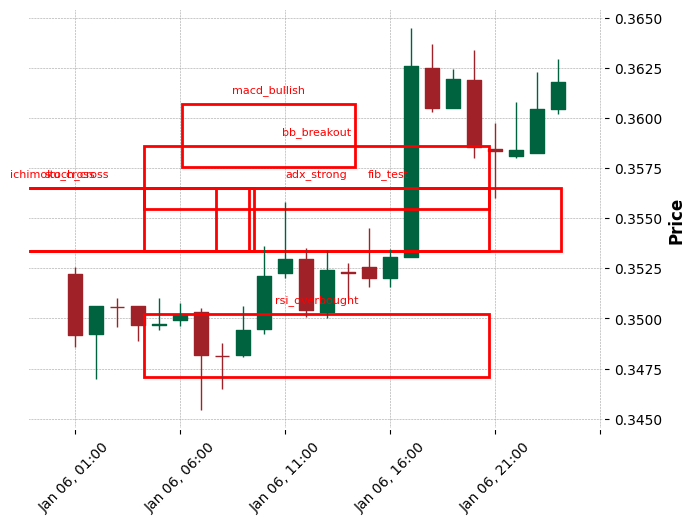 0.3650
0.3625
macd_bullish
0.3600
bb_breakout
0.3575
adx_strong
fib_test
0.3550
Price
0.3525
rsi_overbought
0.3500
0.3475
0.3450
Jan 06, 01:00
Jan 06, 06:00
Jan 06, 11:00
Jan 06, 16:00
Jan 06, 21:00